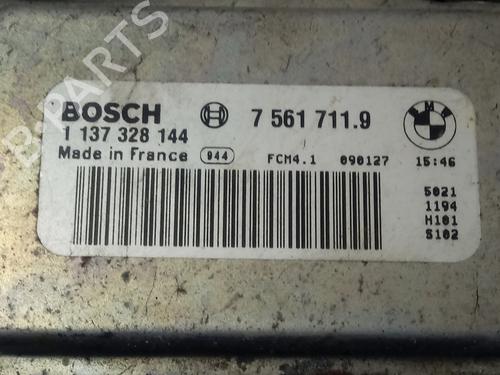 B-PARTS
BOSCH 7 561 711.9 BMW
1 137 328 144
Made in France 944 FCM4.1 090127 15:46
5021
1194
H101
S102